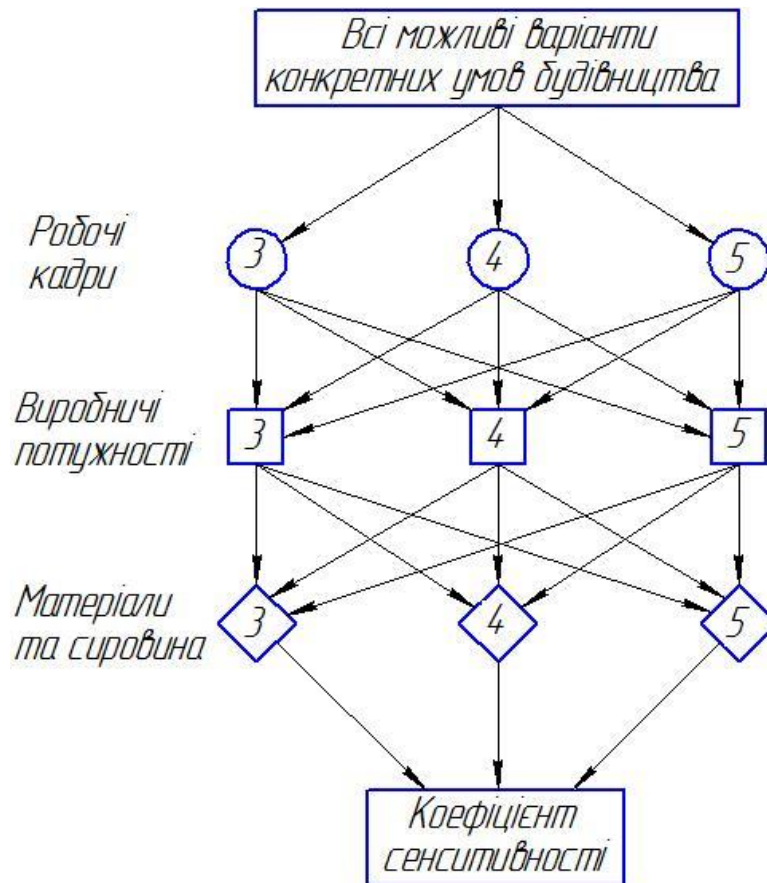 Всі можливі варіанти
конкретних умов будівництва
Робочі
кадри
3 4 5
Виробничі
потужності
3 4 5
Матеріали
та сировина
3 4 5
Коефіцієнт
сенситивності